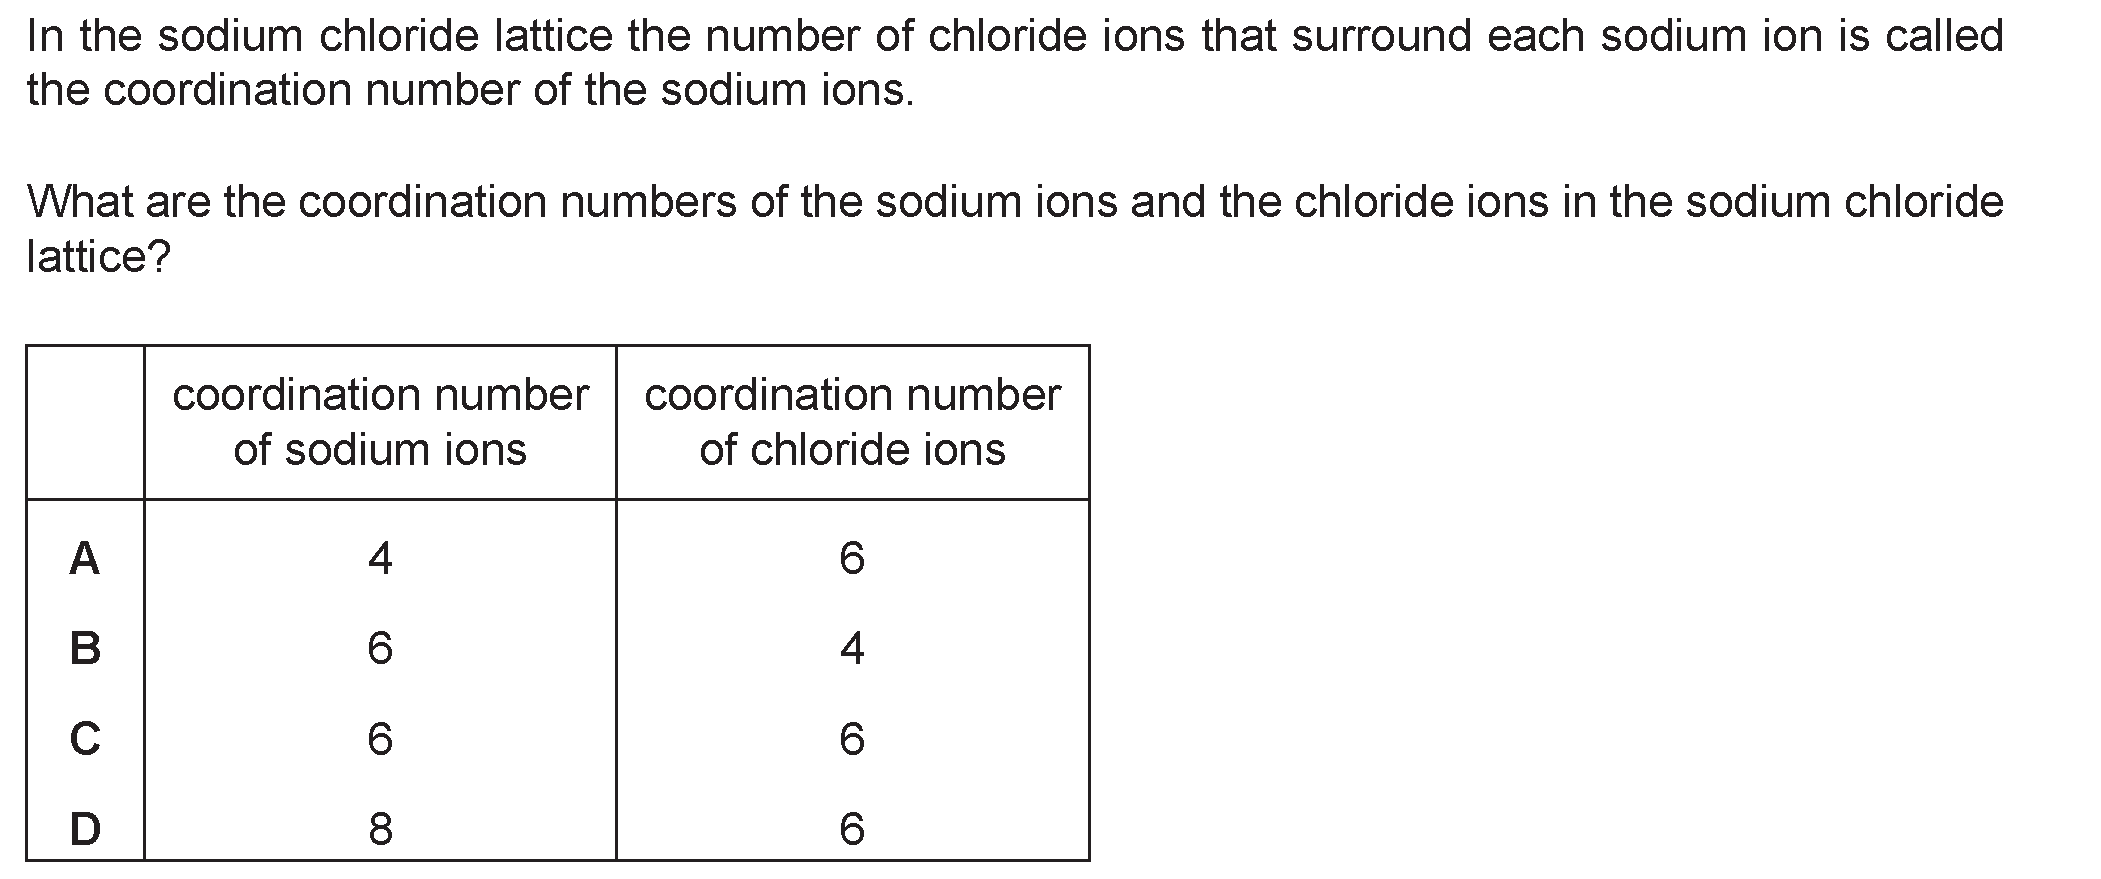 In the sodium chloride lattice the number of chloride ions that surround each sodium ion is called
the coordination number of the sodium ions.
What are the coordination numbers of the sodium ions and the chloride ions in the sodium chloride
lattice?
coordination number of sodium ions coordination number of chloride ions
A 4 6
B 6 4
C 6 6
D 8 6